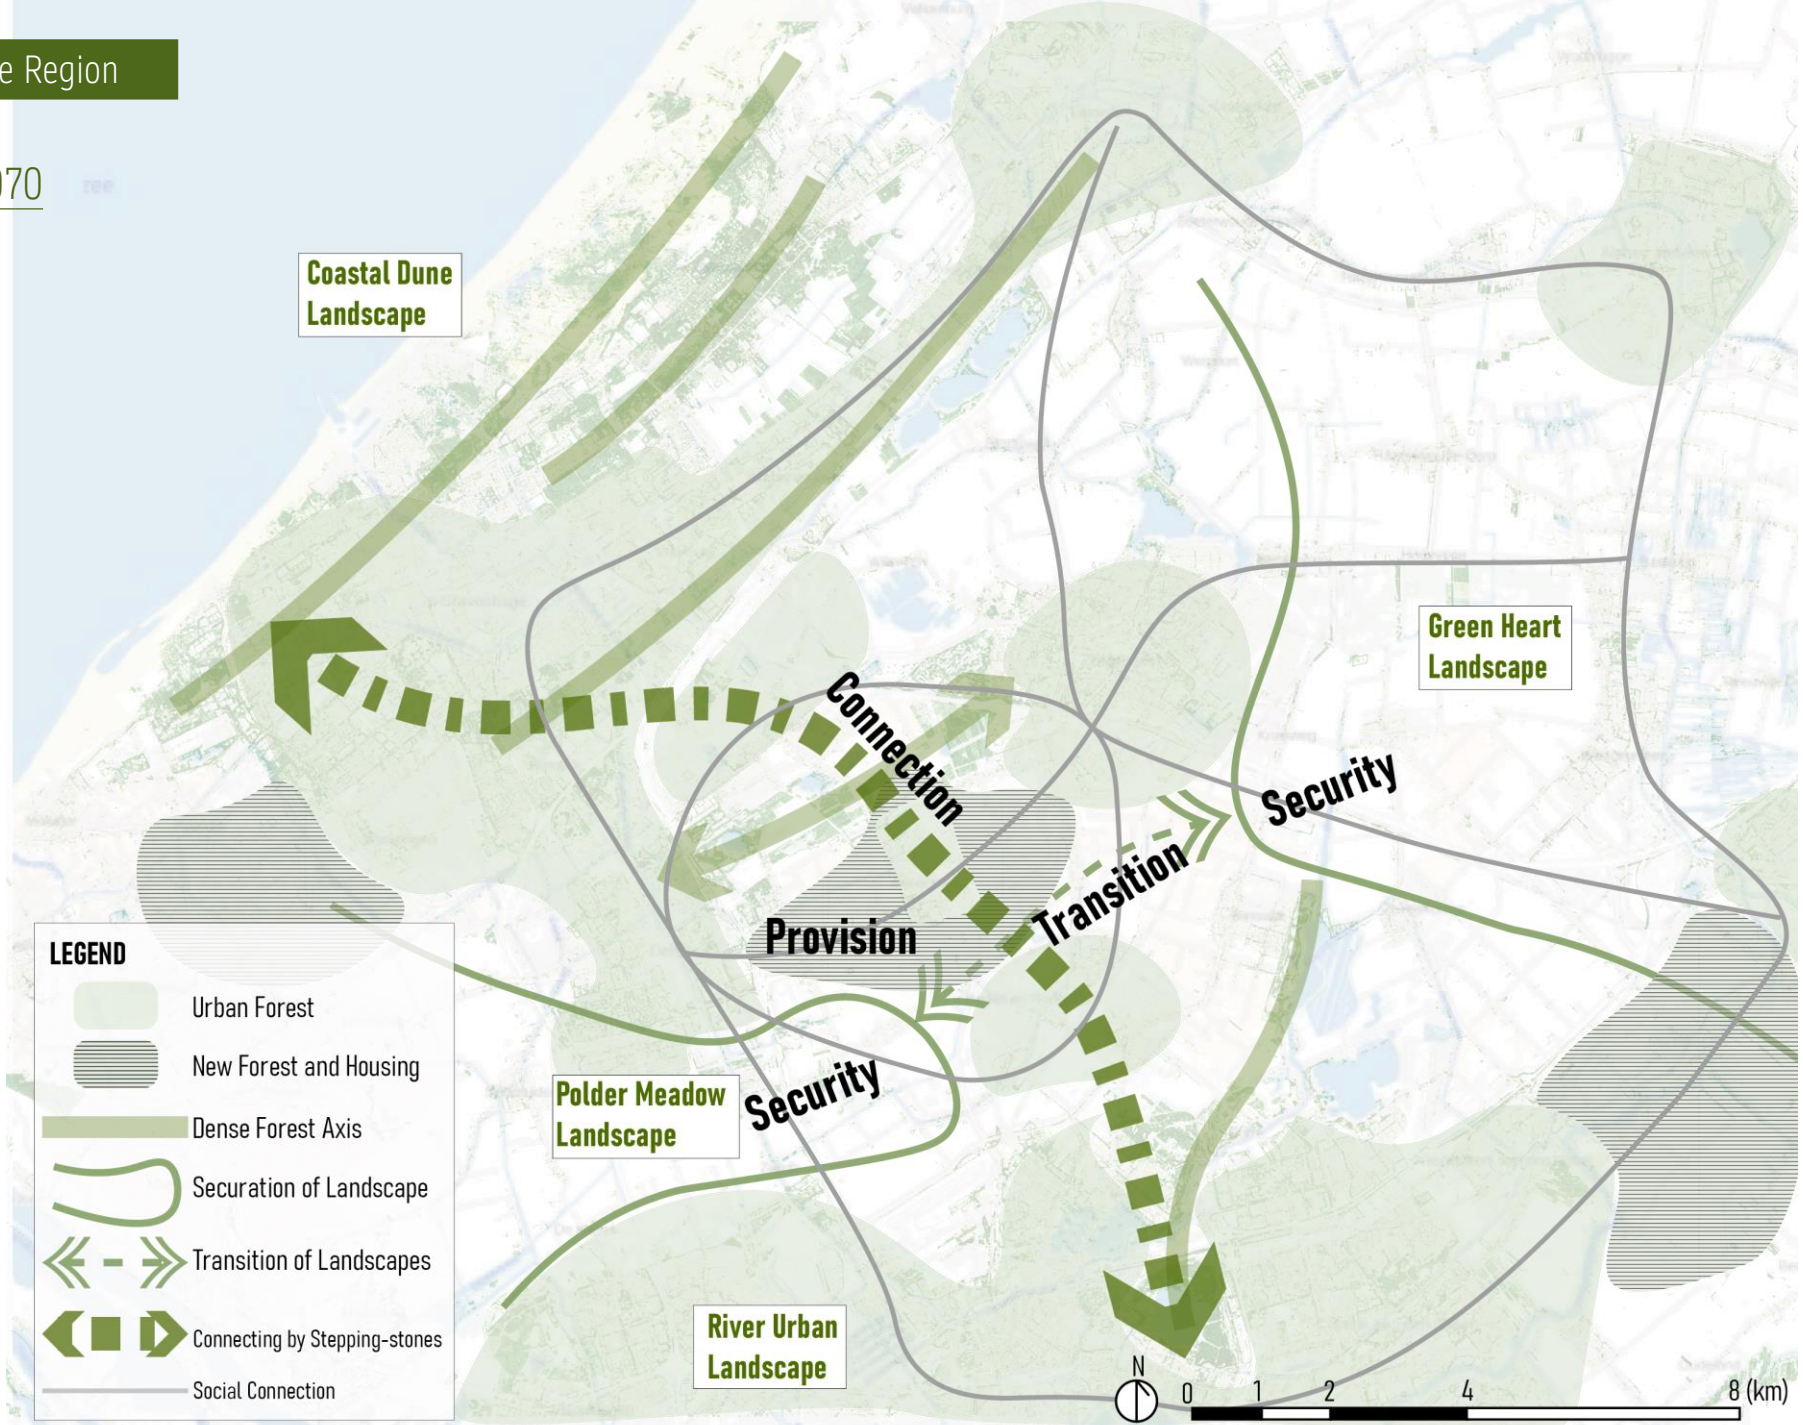 e Region
070
Coastal Dune
Landscape
Green Heart
Landscape
Connection
Security
Transition
Provision
Security
Polder Meadow
Landscape
River Urban
Landscape
LEGEND
Urban Forest
New Forest and Housing
Dense Forest Axis
Securation of Landscape
Transition of Landscapes
Connecting by Stepping-stones
Social Connection
N
0 1 2 4 8 (km)